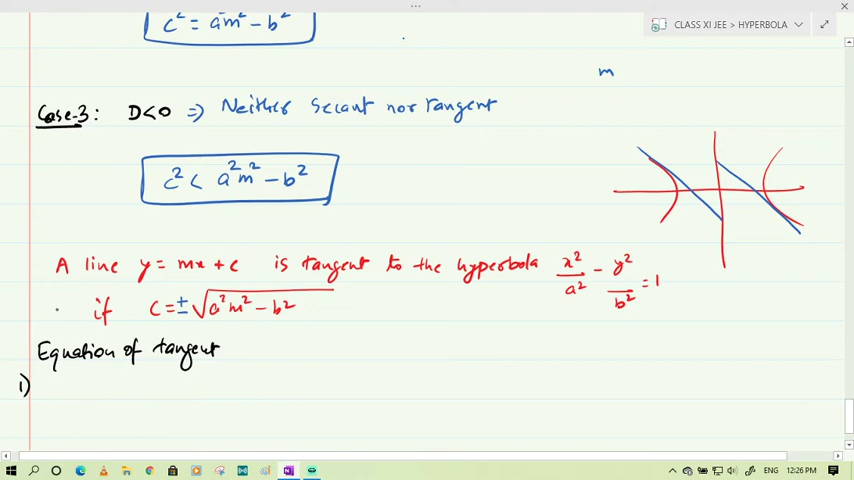 c² = a²m² − b²
CLASS XI JEE > HYPERBOLA
m
Case-3: D<0 => Neither Secant nor tangent
c² < a²m² − b²
A line y = mx + c is tangent to the hyperbola x²/a² − y²/b² = 1
if c = ± √(a²m² − b²)
Equation of tangent
1)
ENG 12:26 PM